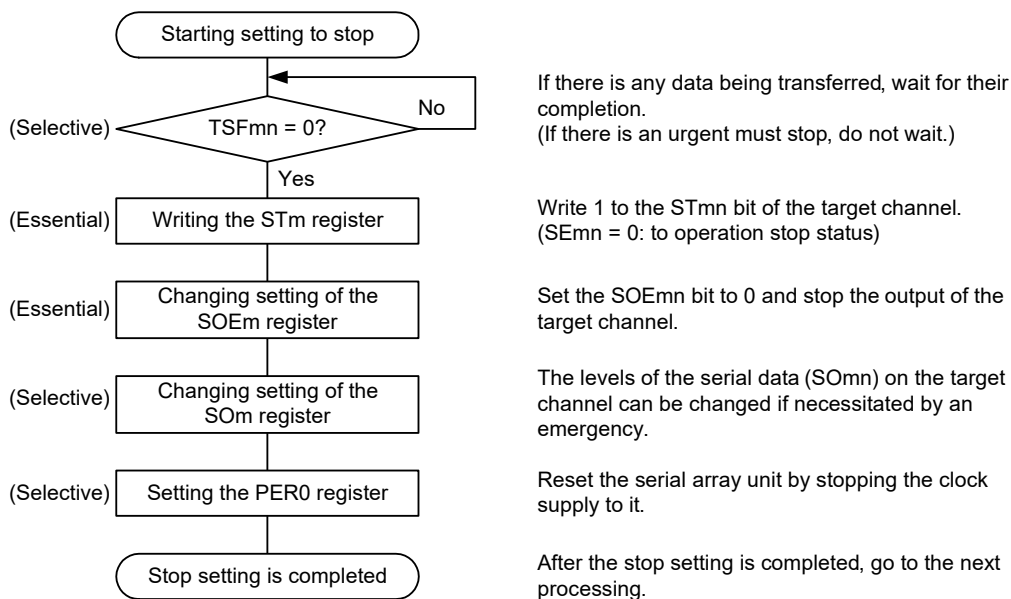 Starting setting to stop
(Selective)
TSFmn = 0?
No
Yes
If there is any data being transferred, wait for their
completion.
(If there is an urgent must stop, do not wait.)
(Essential)
Writing the STm register
Write 1 to the STmn bit of the target channel.
(SEmn = 0: to operation stop status)
(Essential)
Changing setting of the
SOEm register
Set the SOEmn bit to 0 and stop the output of the
target channel.
(Selective)
Changing setting of the
SOm register
The levels of the serial data (SOmn) on the target
channel can be changed if necessitated by an
emergency.
(Selective)
Setting the PER0 register
Reset the serial array unit by stopping the clock
supply to it.
Stop setting is completed
After the stop setting is completed, go to the next
processing.